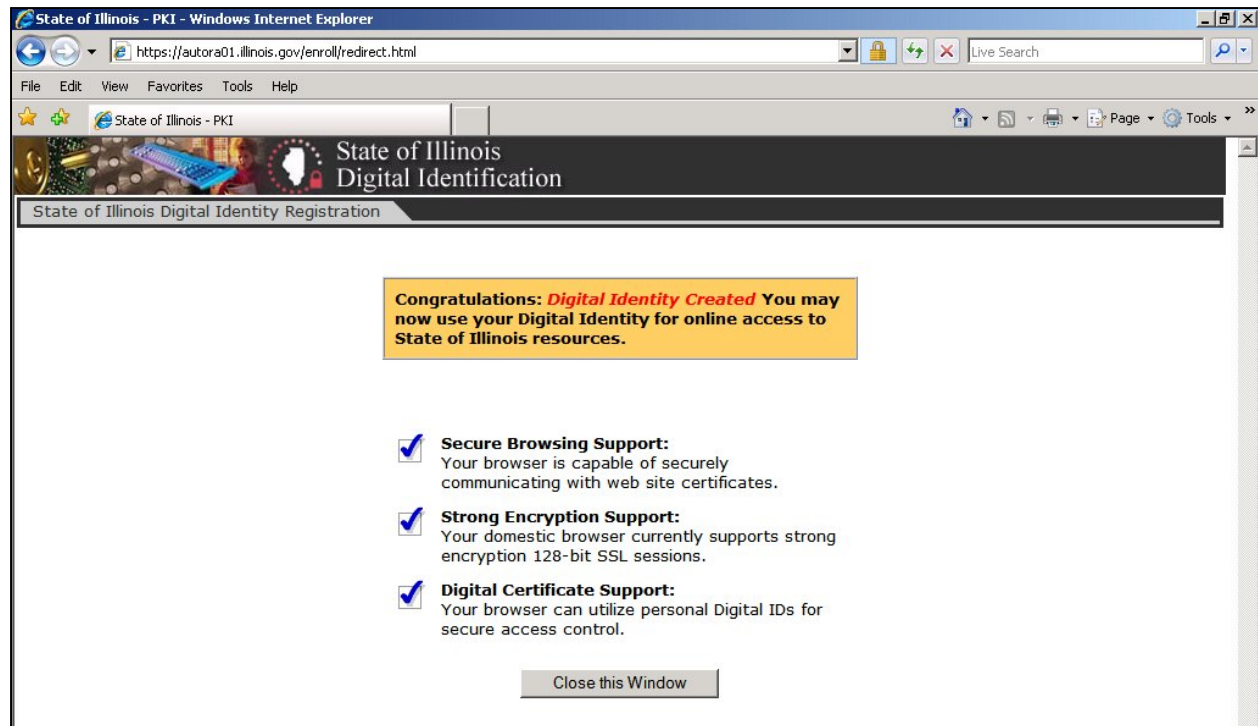 State of Illinois - PKI - Windows Internet Explorer
https://autora01.illinois.gov/enroll/redirect.html
Live Search
File Edit View Favorites Tools Help
State of Illinois - PKI
Page Tools »
State of Illinois
Digital Identification
State of Illinois Digital Identity Registration
Congratulations: Digital Identity Created You may
now use your Digital Identity for online access to
State of Illinois resources.
Secure Browsing Support:
Your browser is capable of securely
communicating with web site certificates.
Strong Encryption Support:
Your domestic browser currently supports strong
encryption 128-bit SSL sessions.
Digital Certificate Support:
Your browser can utilize personal Digital IDs for
secure access control.
Close this Window